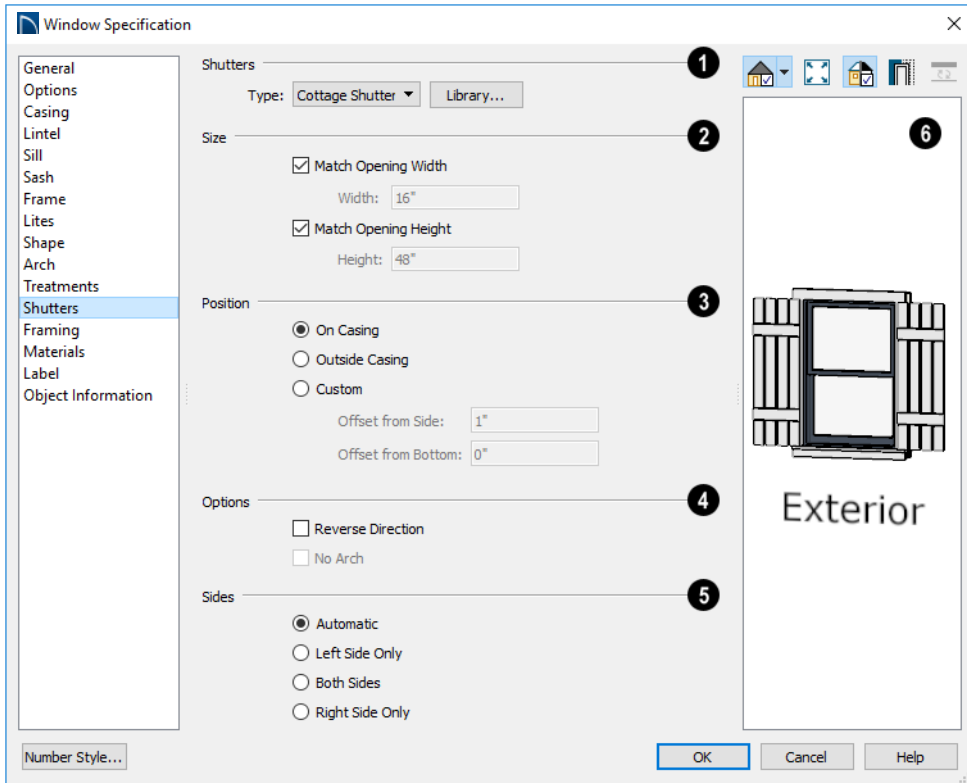 Window Specification
General
Options
Casing
Lintel
Sill
Sash
Frame
Lites
Shape
Arch
Treatments
Shutters
Framing
Materials
Label
Object Information
Shutters
1
Type: Cottage Shutter Library...
Size
2
Match Opening Width
Width: 16"
Match Opening Height
Height: 48"
Position
3
On Casing
Outside Casing
Custom
Offset from Side: 1"
Offset from Bottom: 0"
Options
4
Reverse Direction
No Arch
Sides
5
Automatic
Left Side Only
Both Sides
Right Side Only
6
Exterior
Number Style...
OK Cancel Help